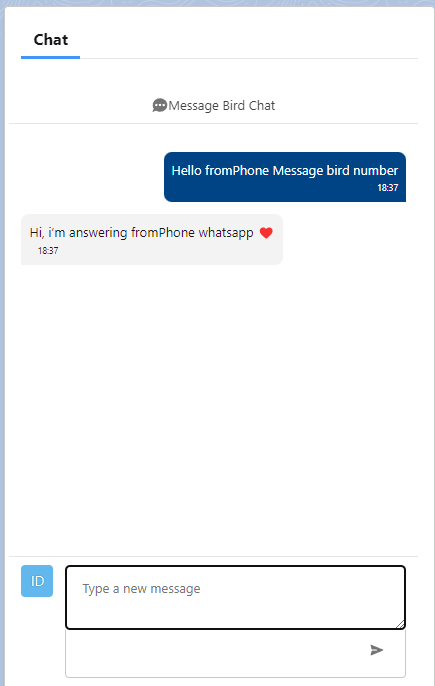 Chat
Message Bird Chat
Hello fromPhone Message bird number
18:37
Hi, i'm answering fromPhone whatsapp ❤
18:37
ID
Type a new message